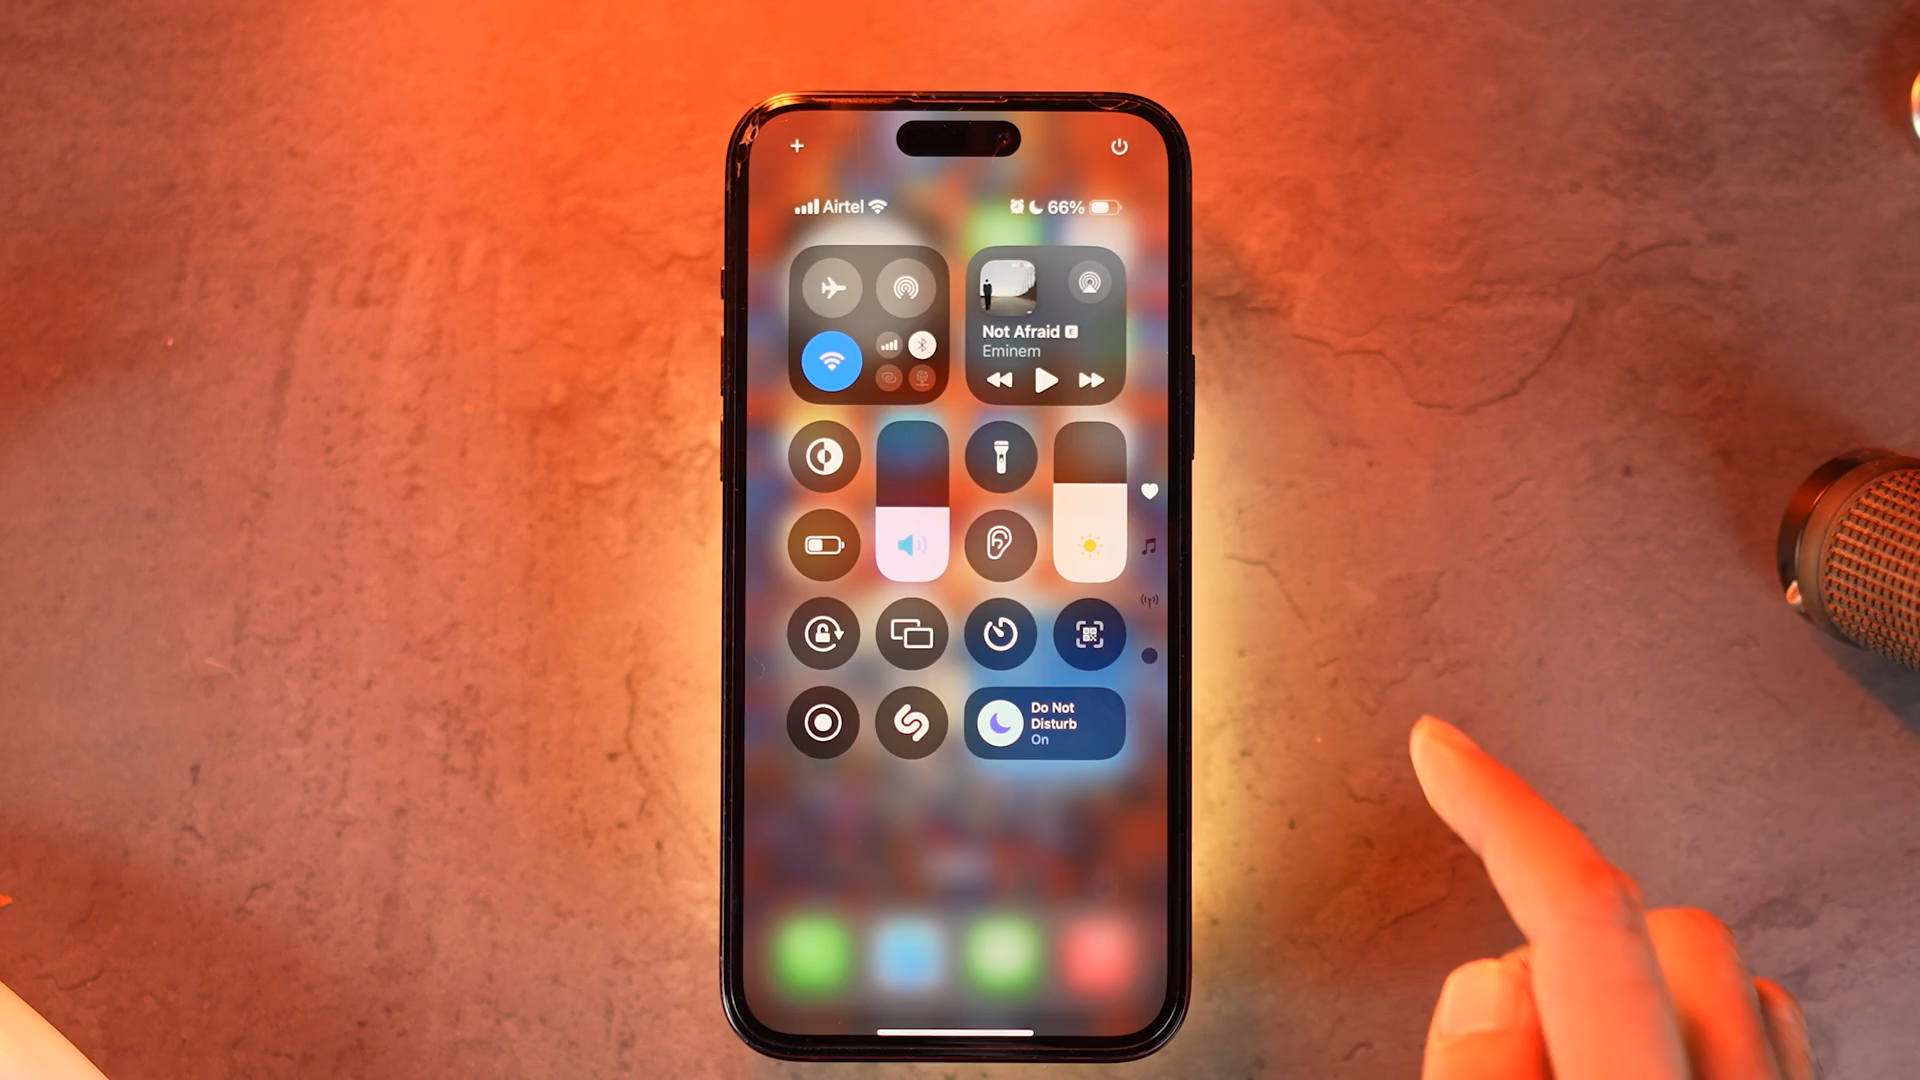 Airtel 66%
Not Afraid E
Eminem
Do Not
Disturb
On